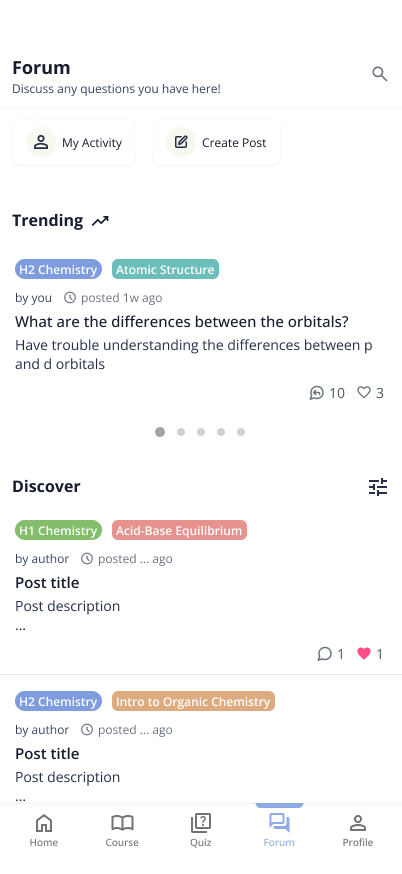 Forum
Discuss any questions you have here!
My Activity
Create Post
Trending
H2 Chemistry
Atomic Structure
by you
posted 1w ago
What are the differences between the orbitals?
Have trouble understanding the differences between p
and d orbitals
10
3
Discover
H1 Chemistry
Acid-Base Equilibrium
by author
posted ... ago
Post title
Post description
...
1
1
H2 Chemistry
Intro to Organic Chemistry
by author
posted ... ago
Post title
Post description
...
Home
Course
Quiz
Forum
Profile